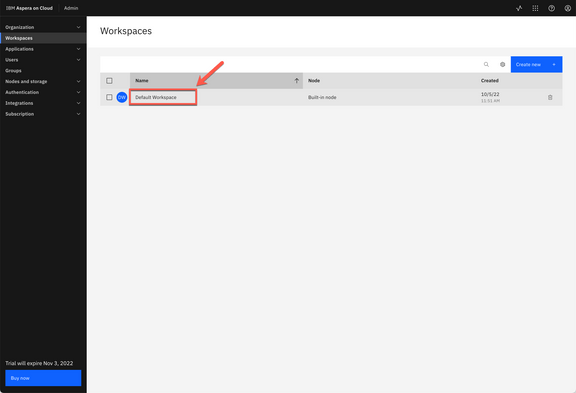 IBM Aspera on Cloud
Admin
Organization
Workspaces
Applications
Users
Groups
Nodes and storage
Authentication
Integrations
Subscription
Trial will expire Nov 3, 2022
Buy now
Workspaces
Create new +
Name
Node
Created
DW
Default Workspace
Built-in node
10/5/22
11:51 AM